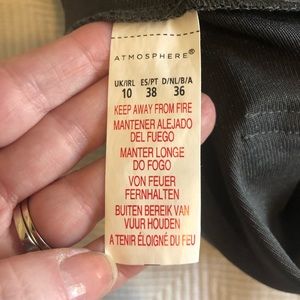 ATMOSPHERE®
UK/IRL ES/PT D/NL/B/A
10 38 36
KEEP AWAY FROM FIRE
MANTENER ALEJADO
DEL FUEGO
MANTER LONGE
DO FOGO
VON FEUER
FERNHALTEN
BUITEN BEREIK VAN
VUUR HOUDEN
A TENIR ÉLOIGNÉ DU FEU